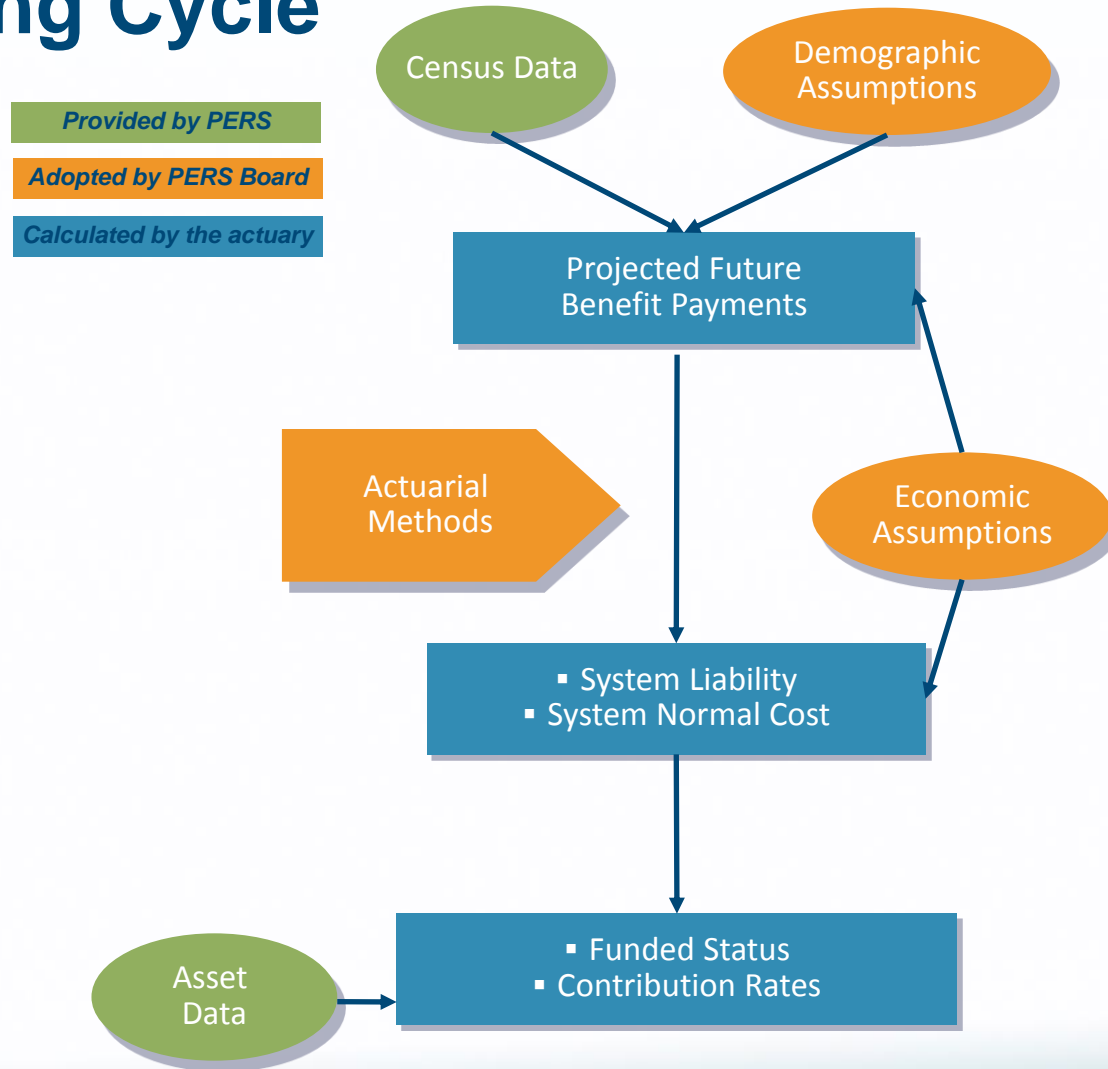 ng Cycle
Provided by PERS
Adopted by PERS Board
Calculated by the actuary
Census Data
Demographic
Assumptions
Projected Future
Benefit Payments
Actuarial
Methods
Economic
Assumptions
▪ System Liability
▪ System Normal Cost
Asset
Data
▪ Funded Status
▪ Contribution Rates